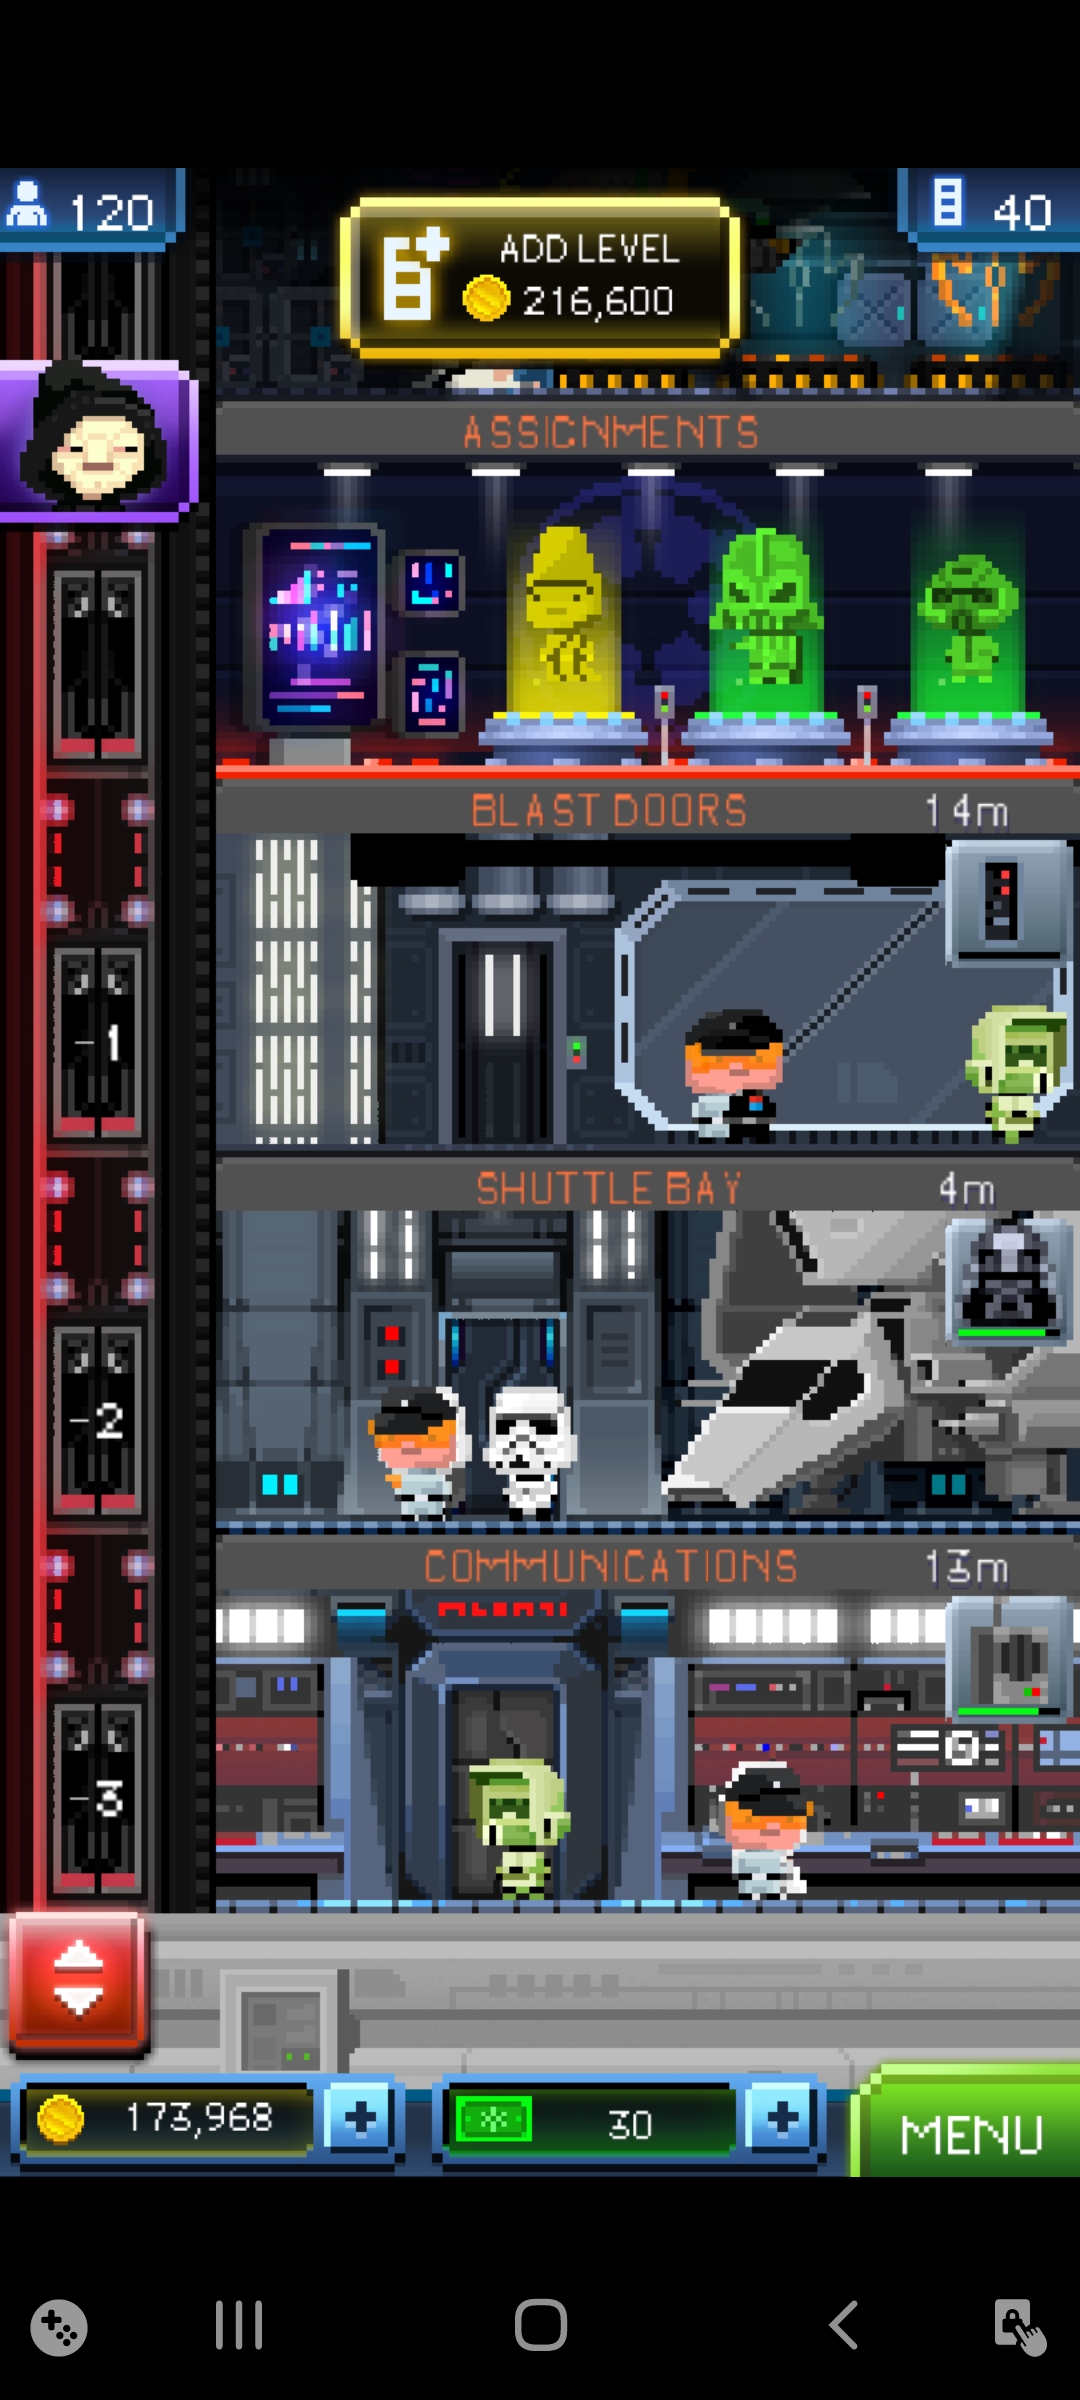 120
ADD LEVEL
216,600
40
ASSIGNMENTS
BLAST DOORS 14m
-1
SHUTTLE BAY 4m
-2
COMMUNICATIONS 13m
-3
173,968
30
MENU